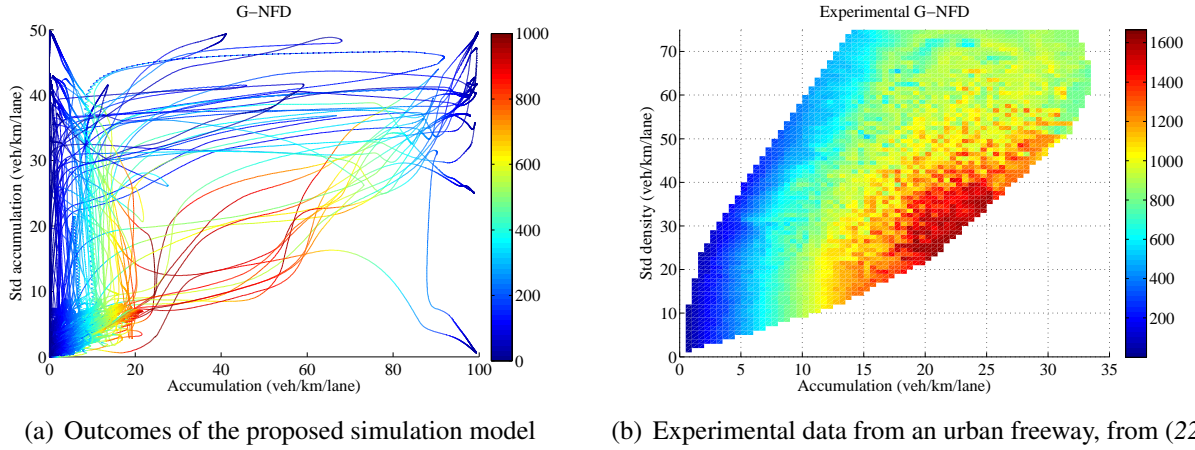 G−NFD
50
40
30
20
10
0
Std accumulation (veh/km/lane)
0 20 40 60 80 100
Accumulation (veh/km/lane)
1000
800
600
400
200
0
Experimental G−NFD
70
60
50
40
30
20
10
0
Std density (veh/km/lane)
0 5 10 15 20 25 30 35
Accumulation (veh/km/lane)
1600
1400
1200
1000
800
600
400
200
(a) Outcomes of the proposed simulation model
(b) Experimental data from an urban freeway, from (22